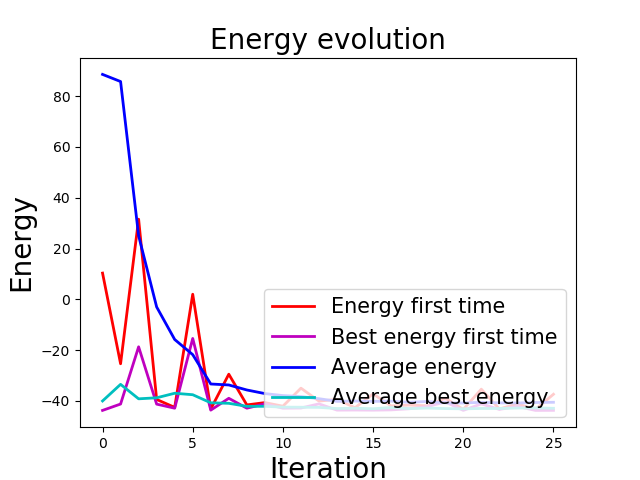 Energy evolution
Energy
80
60
40
20
0
−20
−40
Energy first time
Best energy first time
Average energy
Average best energy
0
5
10
15
20
25
Iteration